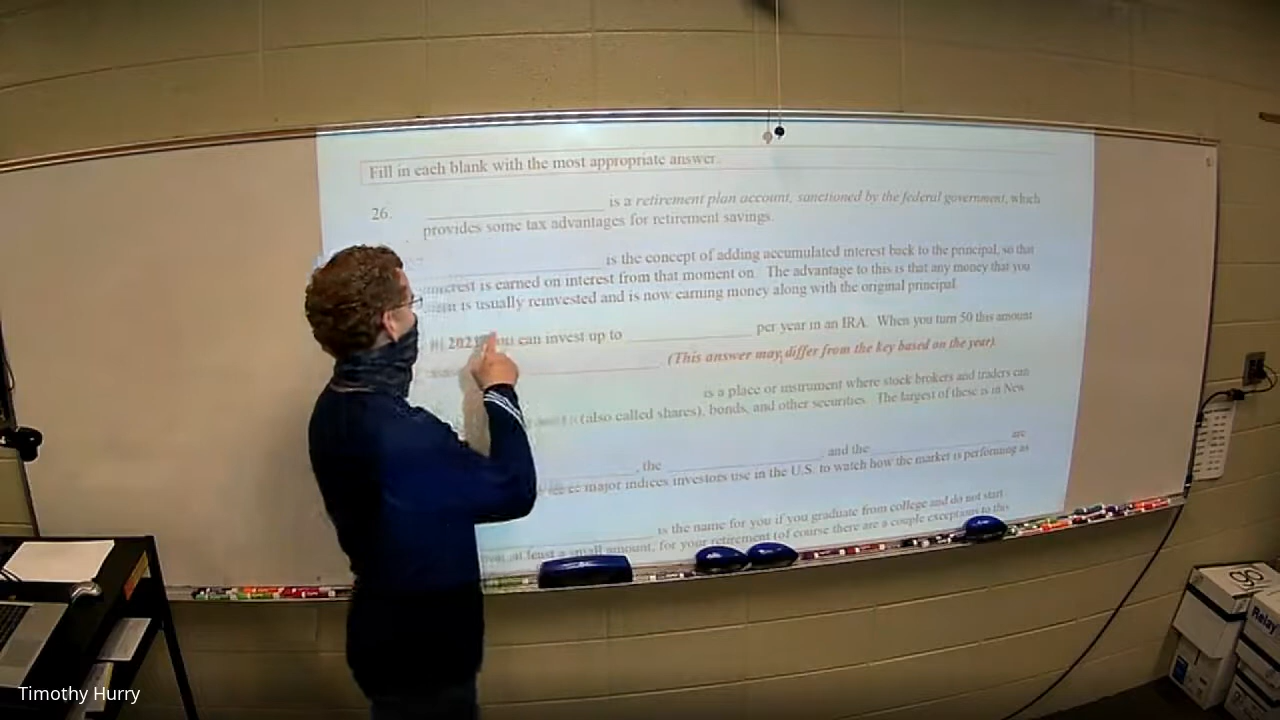 Fill in each blank with the most appropriate answer.
26. is a retirement plan account, sanctioned by the federal government, which
provides some tax advantages for retirement savings.
is the concept of adding accumulated interest back to the principal, so that
interest is earned on interest from that moment on. The advantage to this is that any money that you
is usually reinvested and is now earning money along with the original principal.
can invest up to per year in an IRA. When you turn 50 this amount
(This answer may differ from the key based on the year).
is a place or instrument where stock brokers and traders can
(also called shares), bonds, and other securities. The largest of these is in New
, the , and the are
major indices investors use in the U.S. to watch how the market is performing as
is the name for you if you graduate from college and do not start
at least a small amount, for your retirement (of course there are a couple exceptions to this
Relay
Timothy Hurry